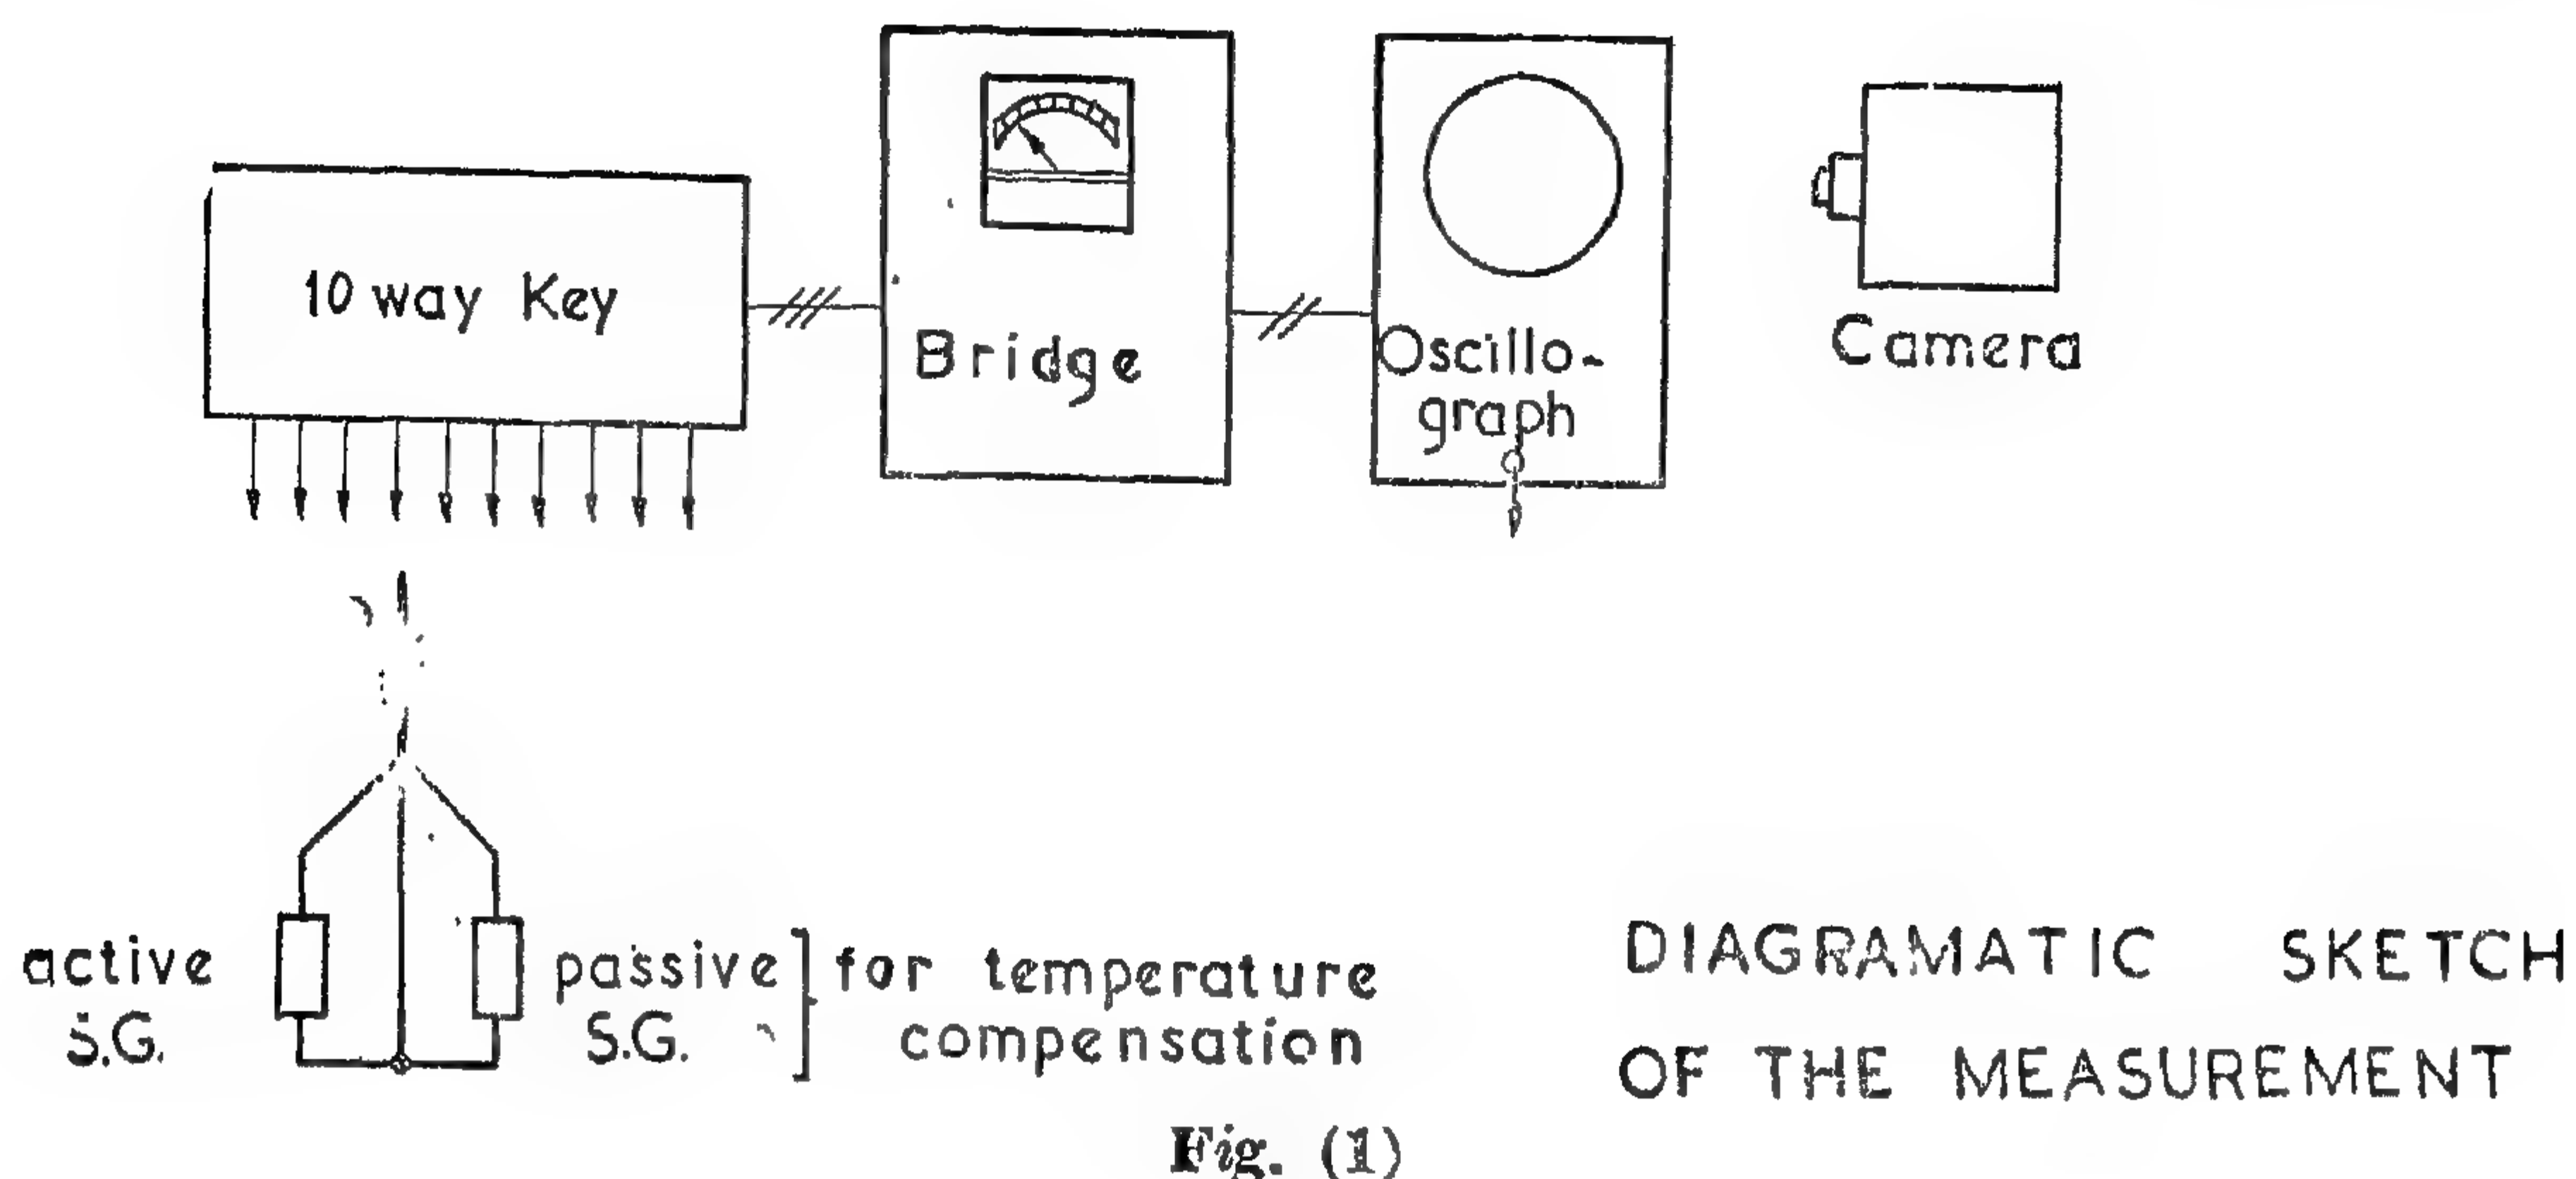 10 way Key
Bridge
Oscillo-
graph
Camera
active
S.G.
passive
S.G.
for temperature
compensation
DIAGRAMATIC SKETCH
OF THE MEASUREMENT
Fig. (1)